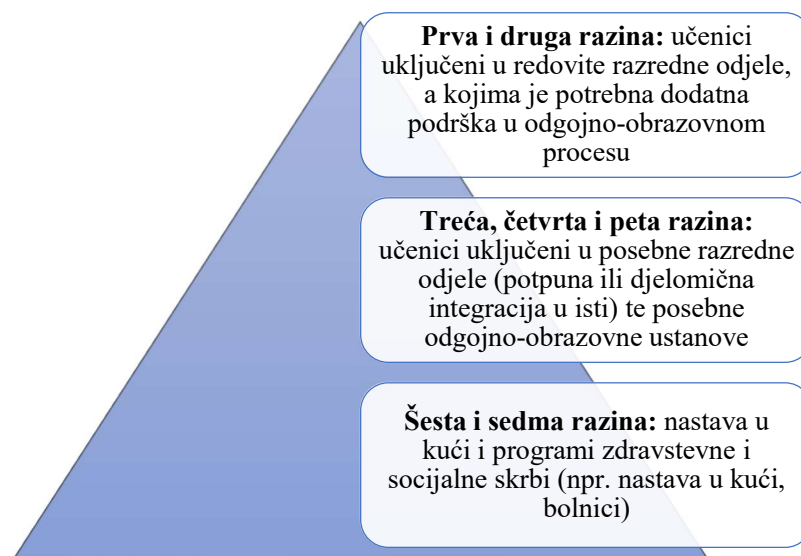 Prva i druga razina: učenici
uključeni u redovite razredne odjele,
a kojima je potrebna dodatna
podrška u odgojno-obrazovnom
procesu
Treća, četvrta i peta razina:
učenici uključeni u posebne razredne
odjele (potpuna ili djelomična
integracija u isti) te posebne
odgojno-obrazovne ustanove
Šesta i sedma razina: nastava u
kući i programi zdravstevne i
socijalne skrbi (npr. nastava u kući,
bolnici)